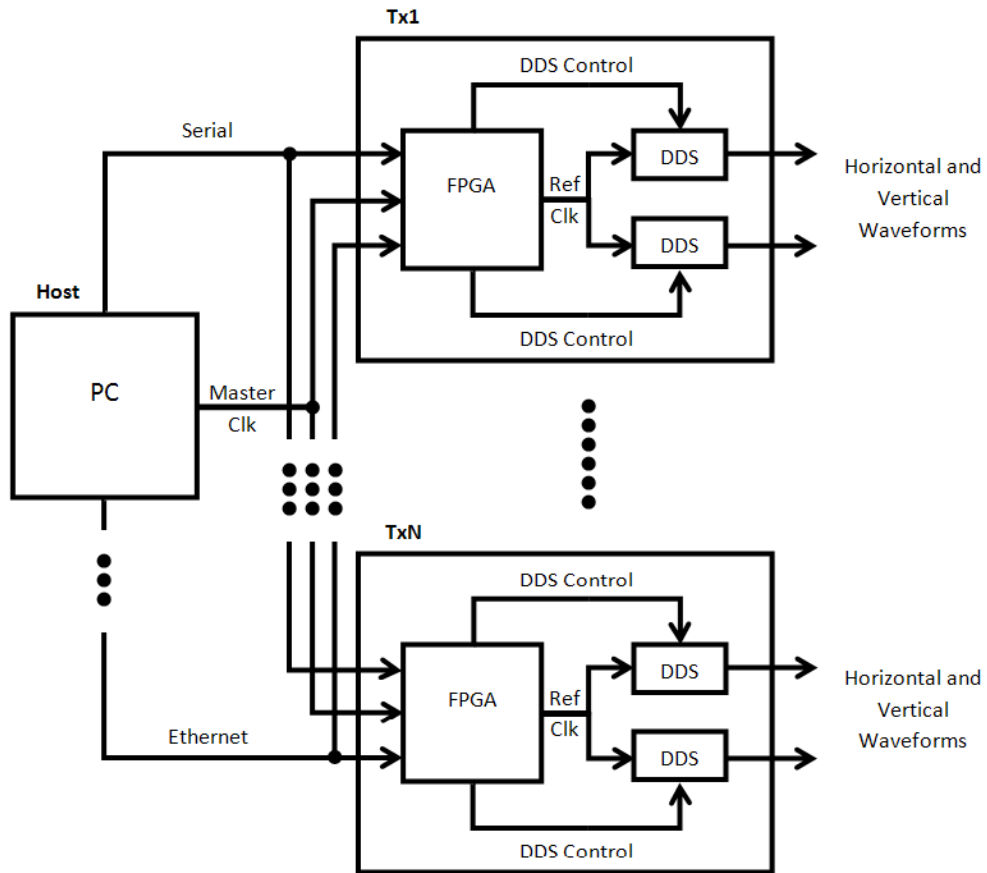 Tx1
DDS Control
Serial
DDS
FPGA
Ref
Clk
DDS
Horizontal and
Vertical
Waveforms
DDS Control
Host
PC
Master
Clk
TxN
DDS Control
DDS
FPGA
Ref
Clk
DDS
Horizontal and
Vertical
Waveforms
Ethernet
DDS Control